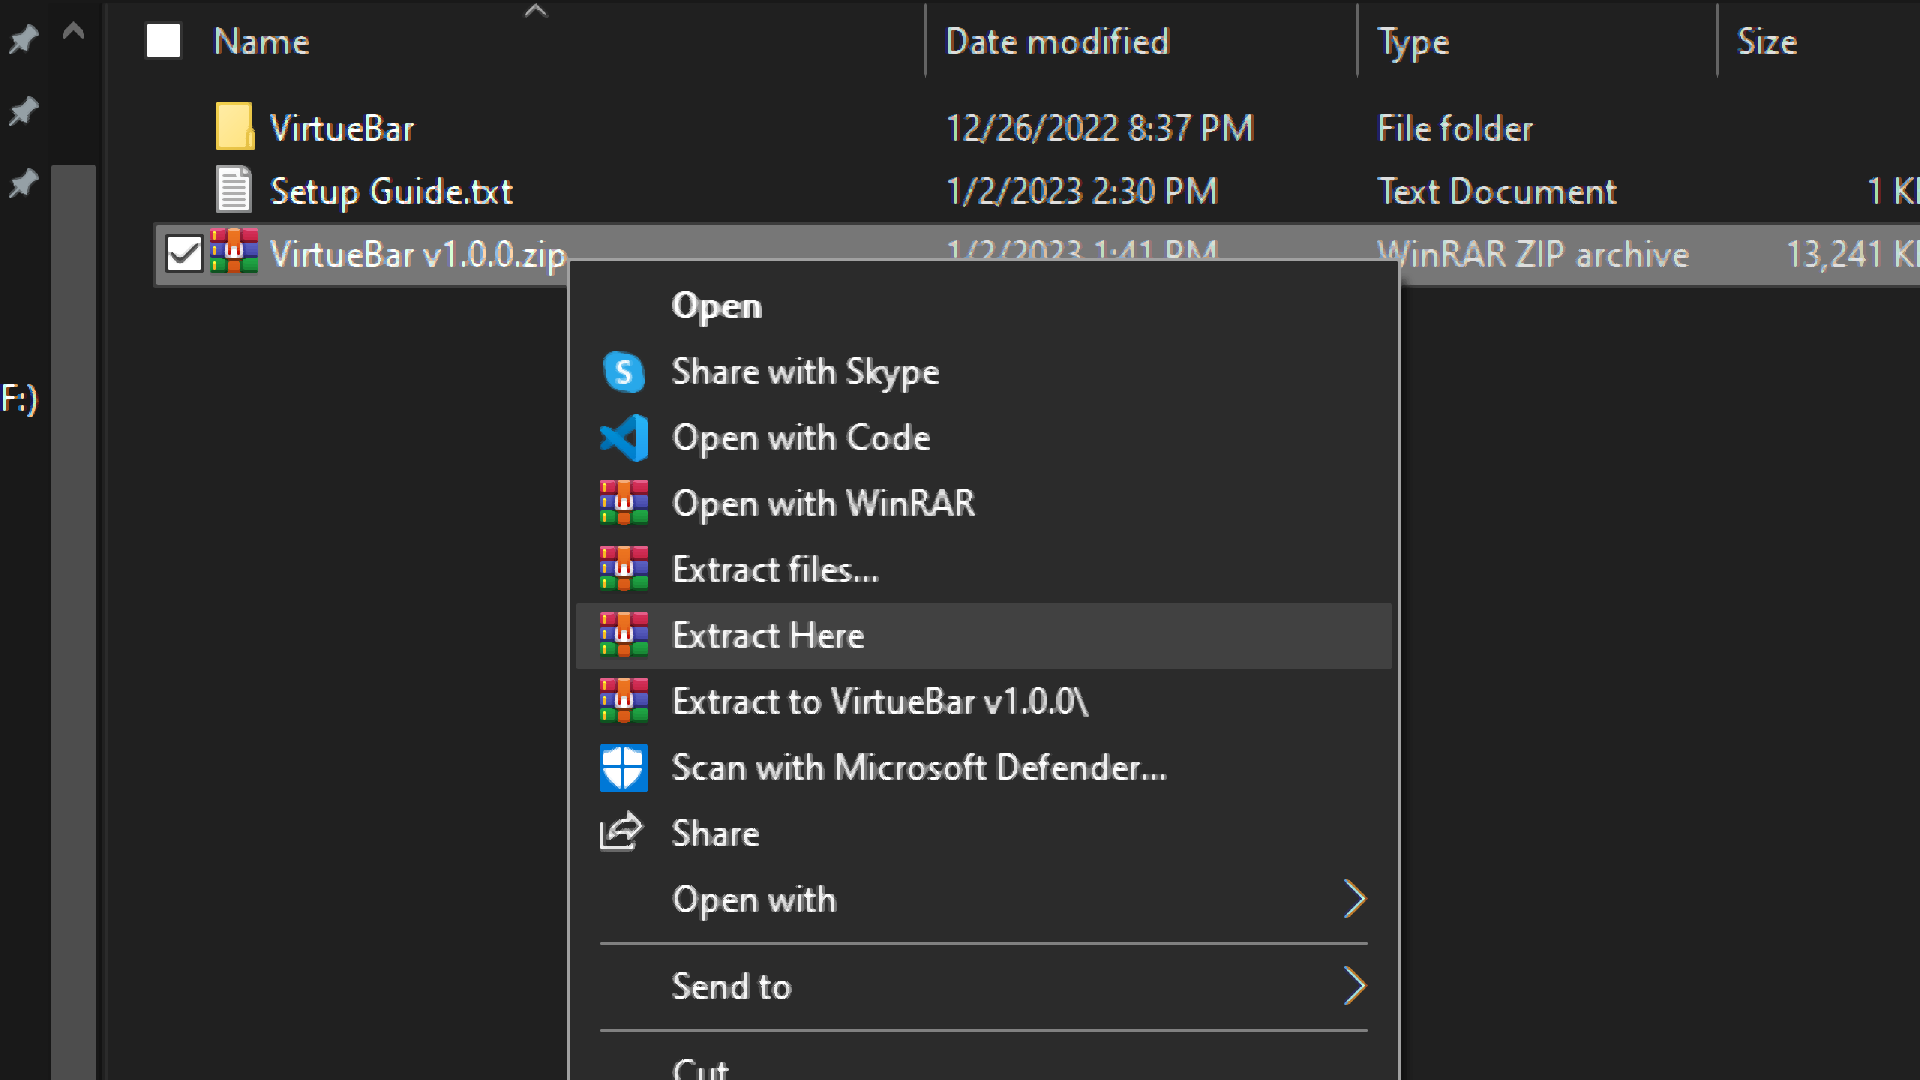 Name Date modified Type Size
VirtueBar 12/26/2022 8:37 PM File folder
Setup Guide.txt 1/2/2023 2:30 PM Text Document 1 K
VirtueBar v1.0.0.zip 1/2/2023 1:41 PM WinRAR ZIP archive 13,241 K
Open
Share with Skype
F:)
Open with Code
Open with WinRAR
Extract files...
Extract Here
Extract to VirtueBar v1.0.0\
Scan with Microsoft Defender...
Share
Open with
Send to
Cut